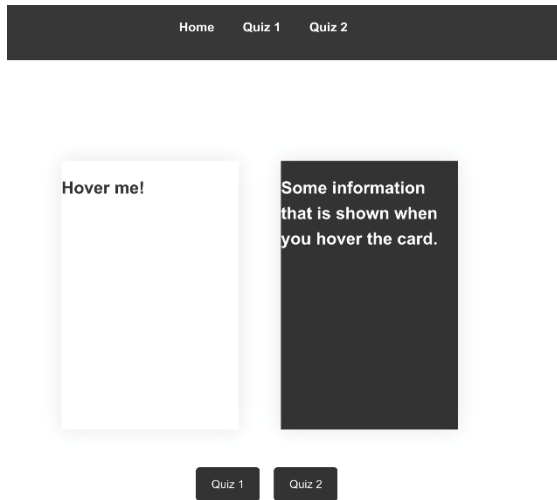 Home Quiz 1 Quiz 2
Hover me!
Some information
that is shown when
you hover the card.
Quiz 1 Quiz 2